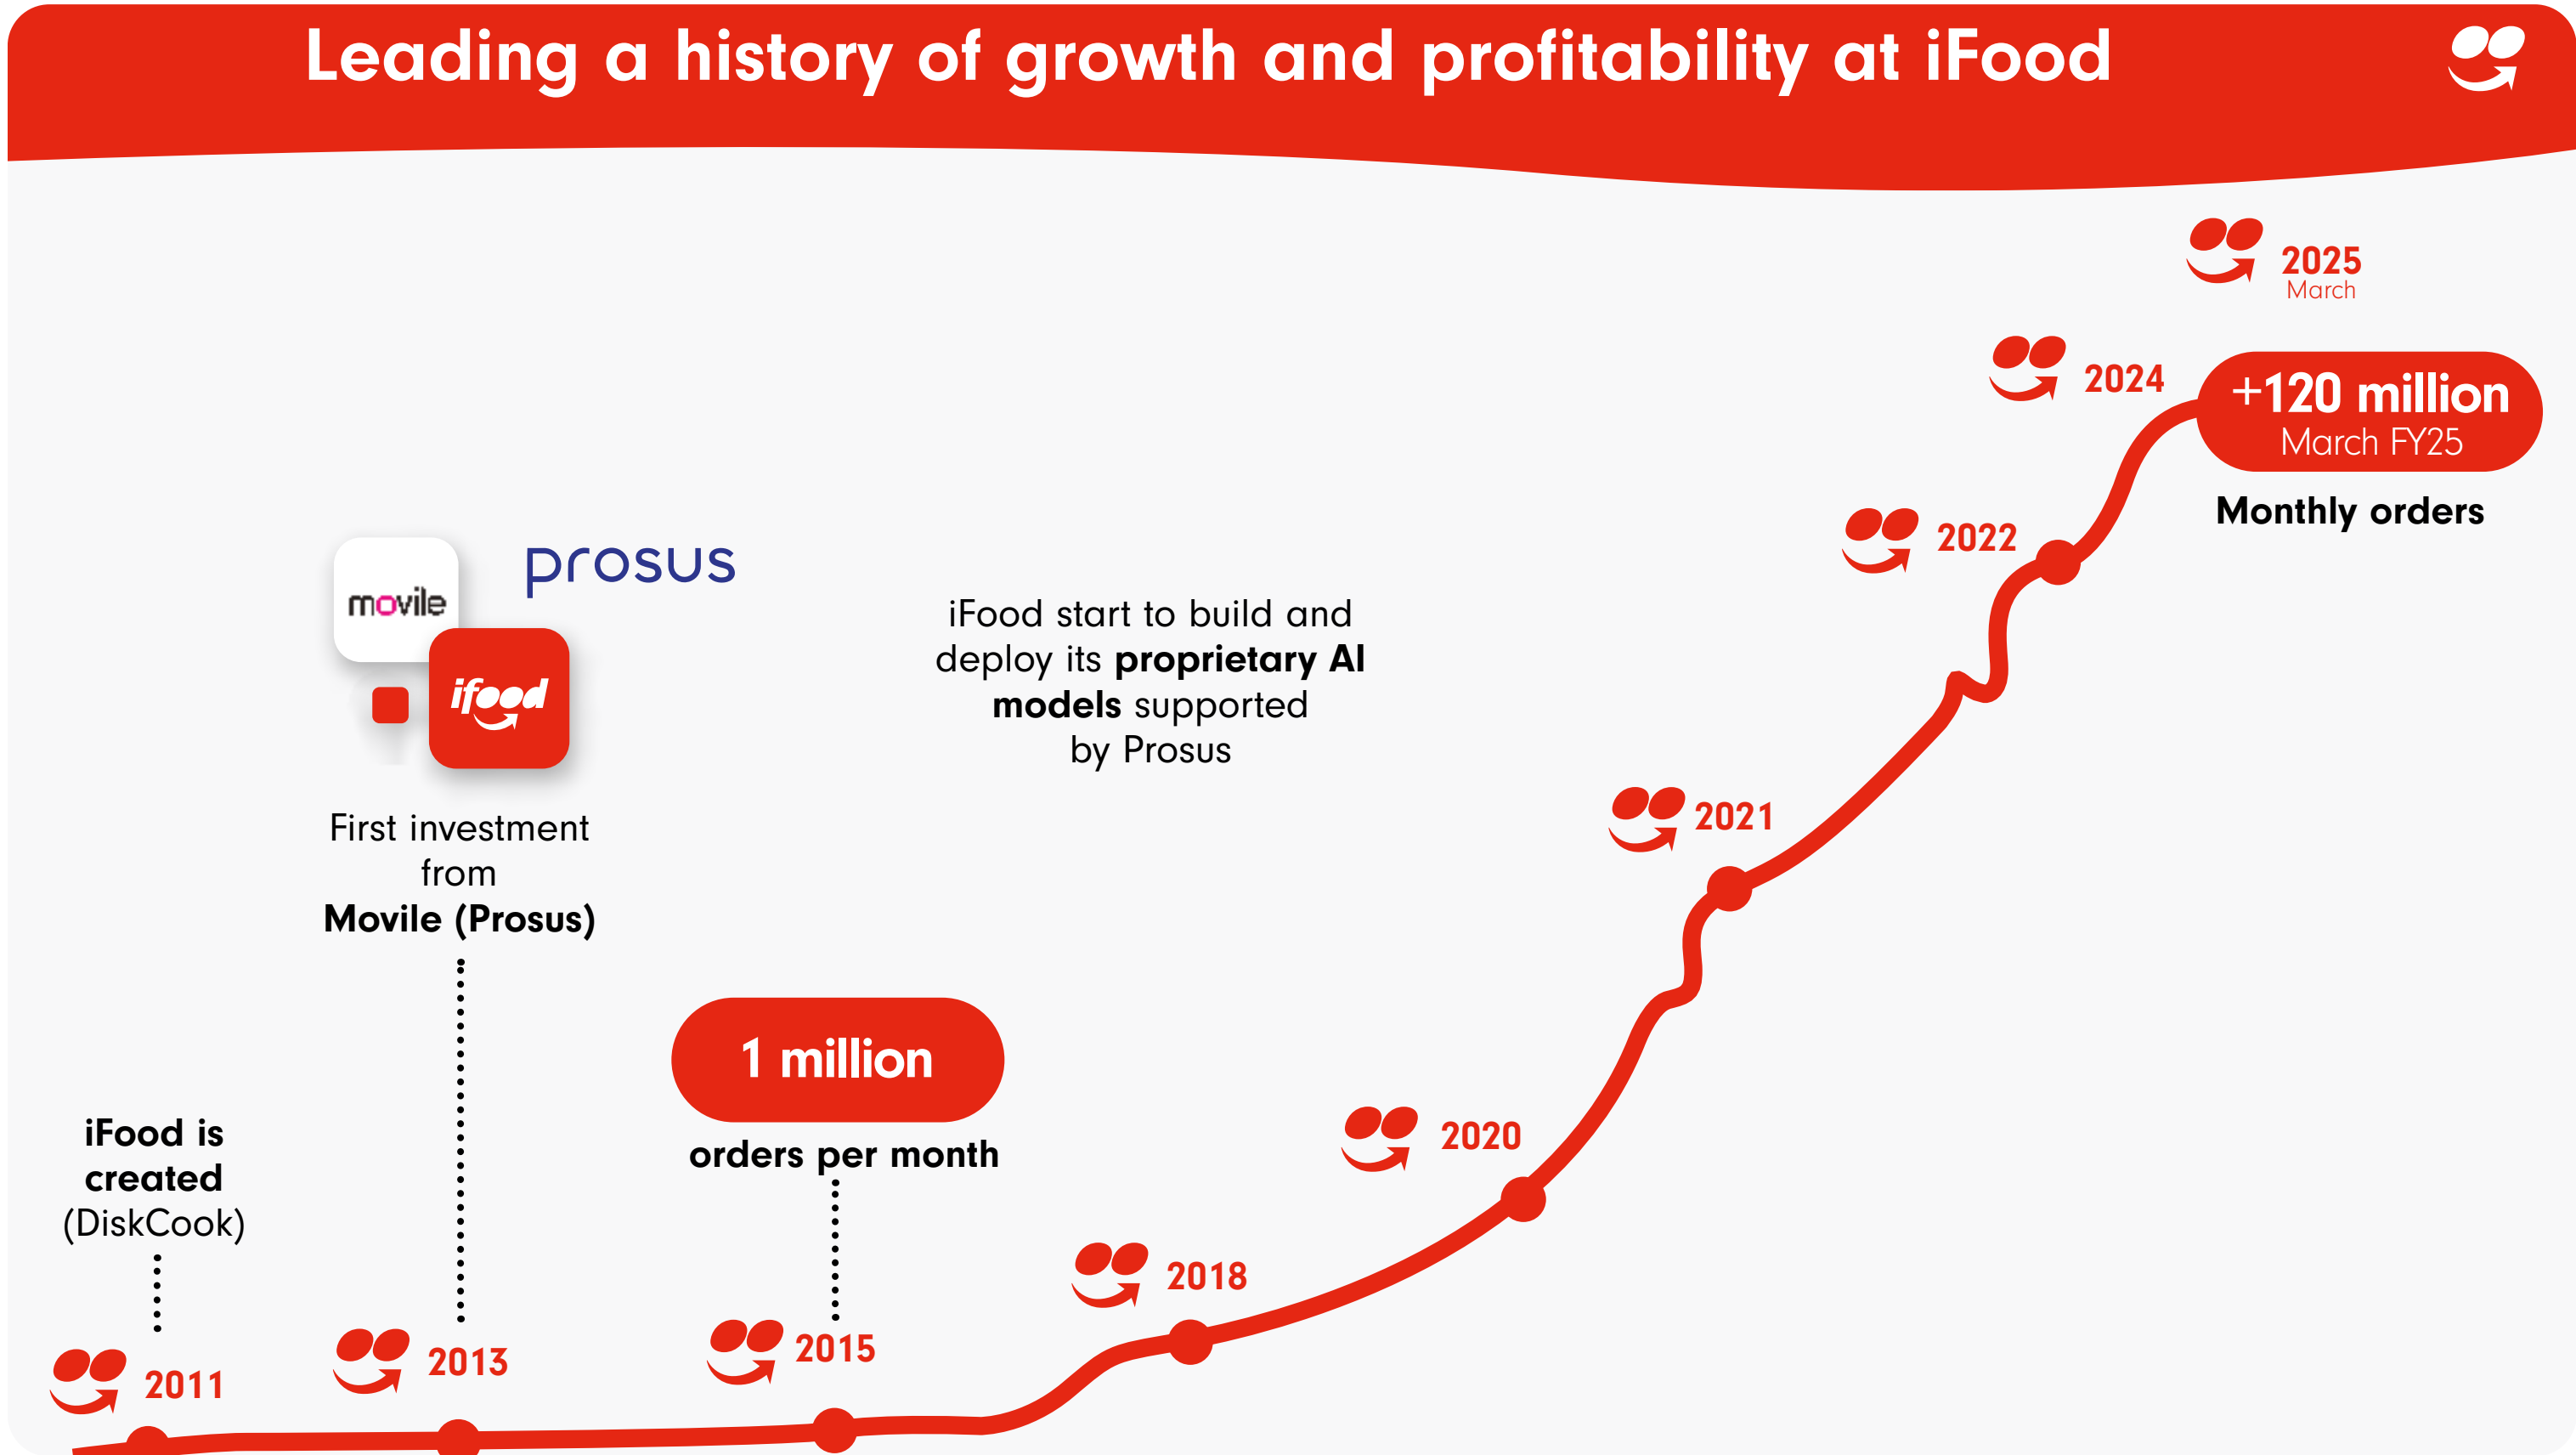 Leading a history of growth and profitability at iFood
2025
March
2024
+120 million
March FY25
Monthly orders
2022
movile
prosus
ifood
iFood start to build and
deploy its proprietary AI
models supported
by Prosus
First investment
from
Movile (Prosus)
2021
1 million
orders per month
iFood is
created
(DiskCook)
2020
2018
2011
2013
2015